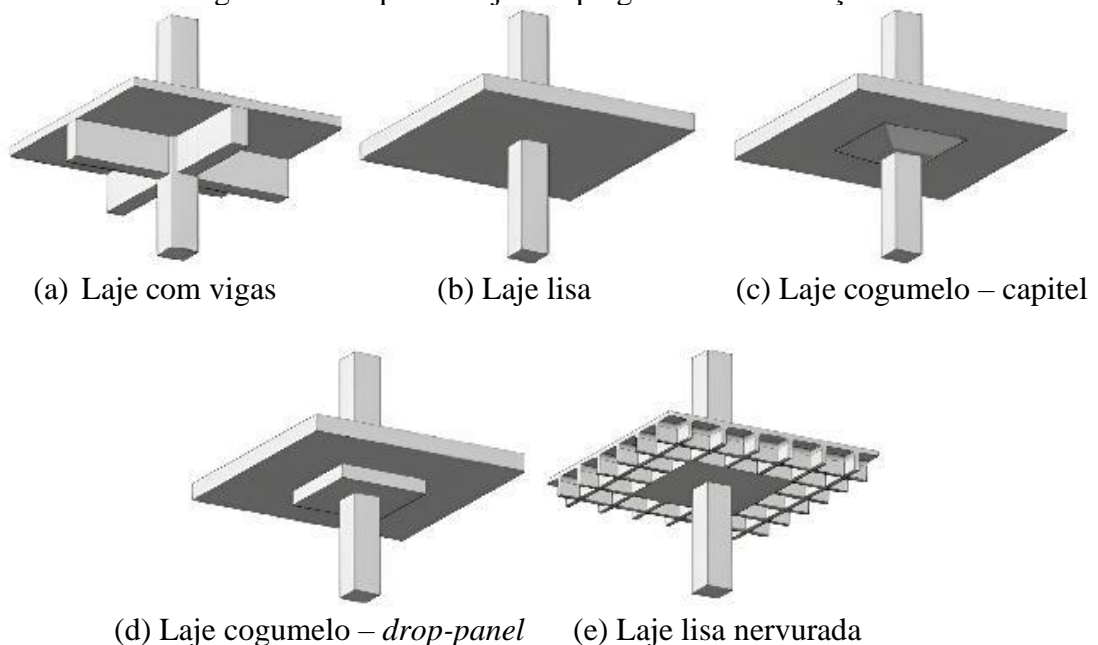 (a) Laje com vigas
(b) Laje lisa
(c) Laje cogumelo – capitel
(d) Laje cogumelo – drop-panel
(e) Laje lisa nervurada